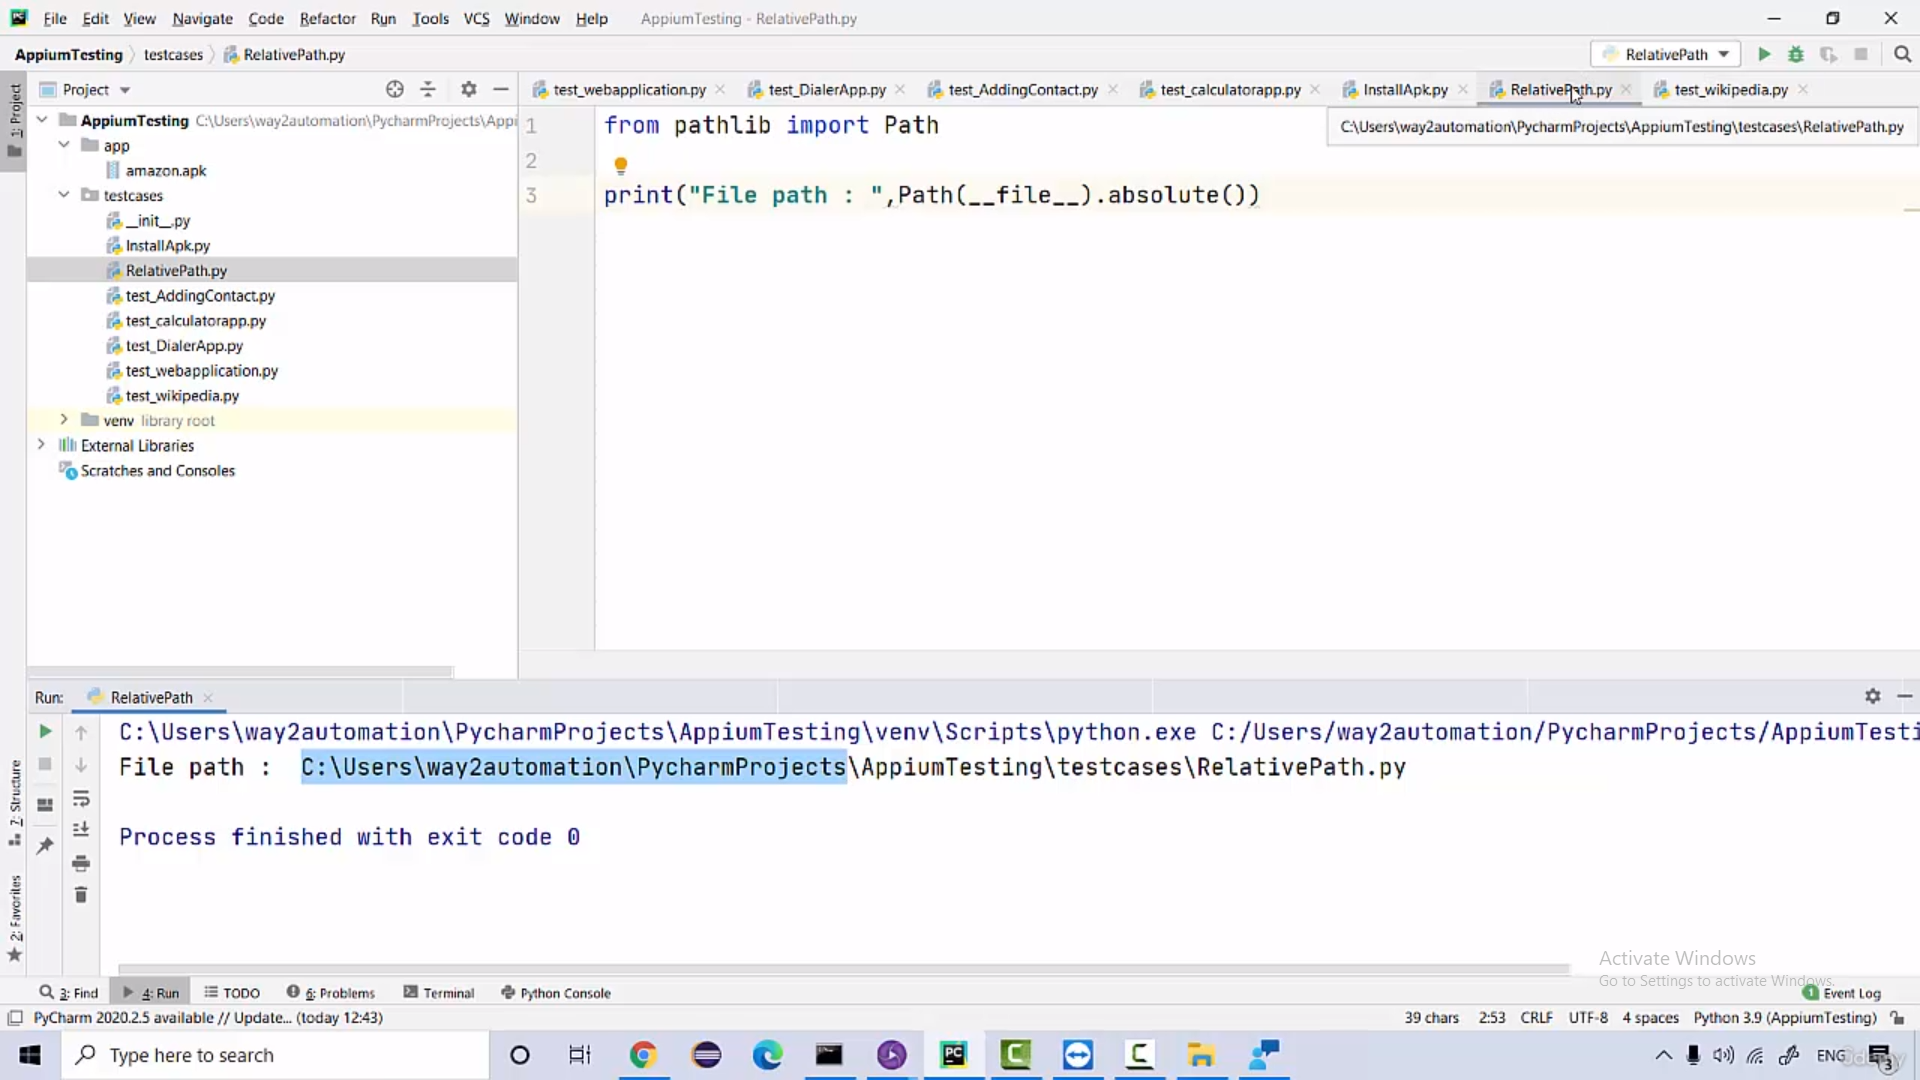 File Edit View Navigate Code Refactor Run Tools VCS Window Help AppiumTesting - RelativePath.py
AppiumTesting testcases RelativePath.py RelativePath
Project
test_webapplication.py test_DialerApp.py test_AddingContact.py test_calculatorapp.py InstallApk.py RelativePath.py test_wikipedia.py
C:\Users\way2automation\PycharmProjects\AppiumTesting\testcases\RelativePath.py
1: Project
AppiumTesting C:\Users\way2automation\PycharmProjects\Appi
app
amazon.apk
testcases
__init__.py
InstallApk.py
RelativePath.py
test_AddingContact.py
test_calculatorapp.py
test_DialerApp.py
test_webapplication.py
test_wikipedia.py
venv library root
External Libraries
Scratches and Consoles
1 from pathlib import Path
2
3 print("File path : ",Path(__file__).absolute())
Run: RelativePath
C:\Users\way2automation\PycharmProjects\AppiumTesting\venv\Scripts\python.exe C:/Users/way2automation/PycharmProjects/AppiumTesti
File path : C:\Users\way2automation\PycharmProjects\AppiumTesting\testcases\RelativePath.py
Process finished with exit code 0
7: Structure
2: Favorites
Activate Windows
Go to Settings to activate Windows.
3: Find 4: Run TODO 6: Problems Terminal Python Console 1 Event Log
PyCharm 2020.2.5 available // Update... (today 12:43) 39 chars 2:53 CRLF UTF-8 4 spaces Python 3.9 (AppiumTesting)
Type here to search PC ENG 3
Udemy